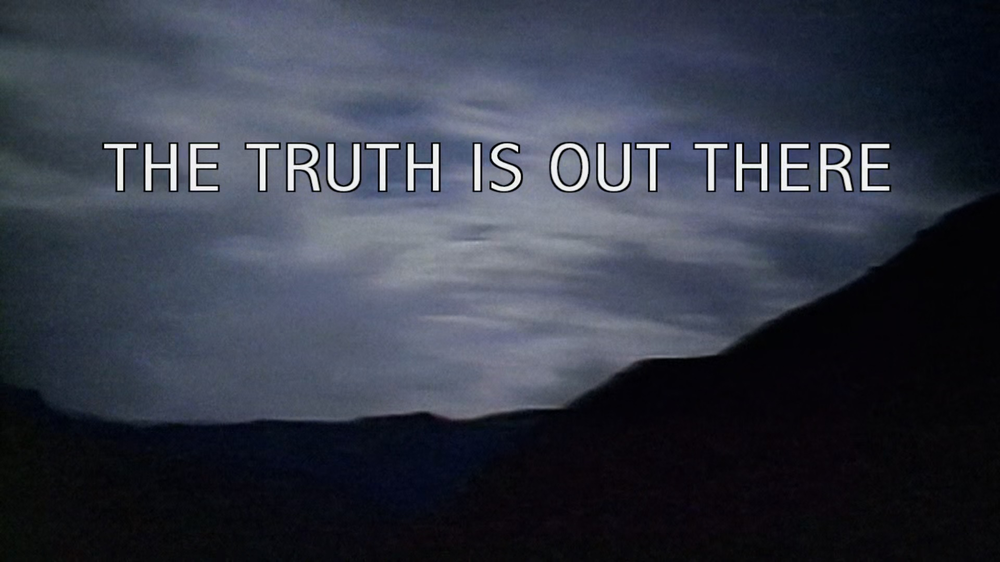 THE TRUTH IS OUT THERE